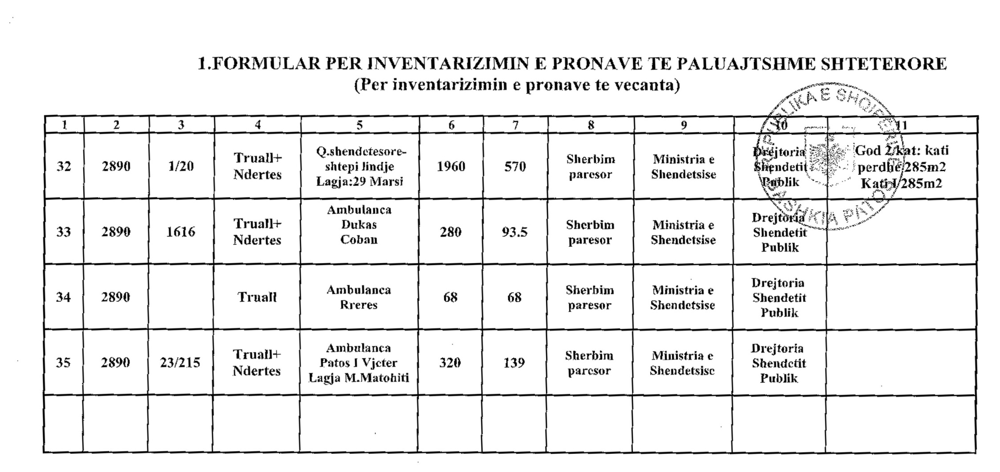 1.FORMULAR PER INVENTARIZIMIN E PRONAVE TE PALUAJTSHME SHTETERORE
(Per inventarizimin e pronave te vecanta)
REPUBLIKA E SHQIPERISE
BASHKIA PATOS
1 2 3 4 5 6 7 8 9 10 11
32 2890 1/20
Truall+
Ndertes
Q.shendetesore-
shtepi lindje
Lagja:29 Marsi
1960 570
Sherbim
paresor
Ministria e
Shendetsise
Drejtoria
Shendetit
Publik
God 2/kat: kati
perdhe/285m2
Kati I/285m2
33 2890 1616
Truall+
Ndertes
Ambulanca
Dukas
Coban
280 93.5
Sherbim
paresor
Ministria e
Shendetsise
Drejtoria
Shendetit
Publik
34 2890
Truall
Ambulanca
Rreres
68 68
Sherbim
paresor
Ministria e
Shendetsise
Drejtoria
Shendetit
Publik
35 2890 23/215
Truall+
Ndertes
Ambulanca
Patos I Vjeter
Lagja M.Matohiti
320 139
Sherbim
paresor
Ministria e
Shendetsise
Drejtoria
Shendetit
Publik